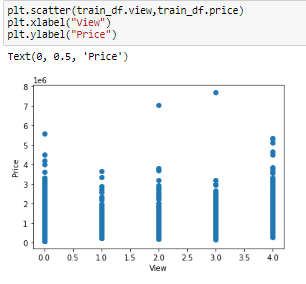 plt.scatter(train_df.view,train_df.price)
plt.xlabel("View")
plt.ylabel("Price")
Text(0, 0.5, 'Price')
1e6
8
7
6
5
4
3
2
1
0
Price
0.0 0.5 1.0 1.5 2.0 2.5 3.0 3.5 4.0
View